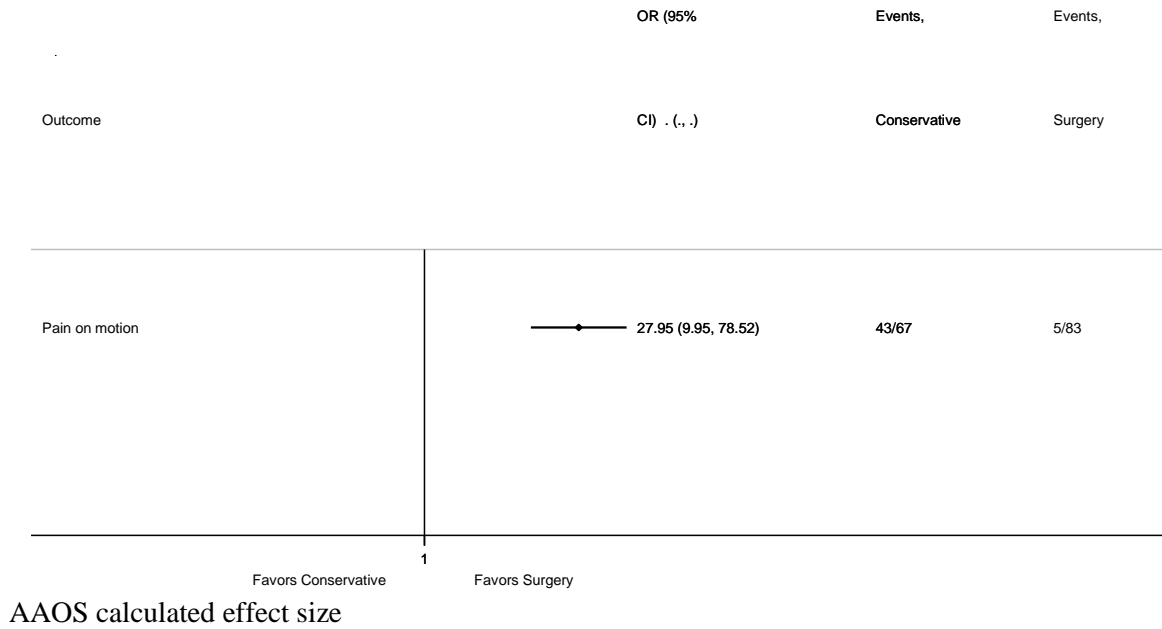 OR (95% Events, Events,
.
Outcome CI) . (., .) Conservative Surgery
Pain on motion 27.95 (9.95, 78.52) 43/67 5/83
1
Favors Conservative Favors Surgery
AAOS calculated effect size